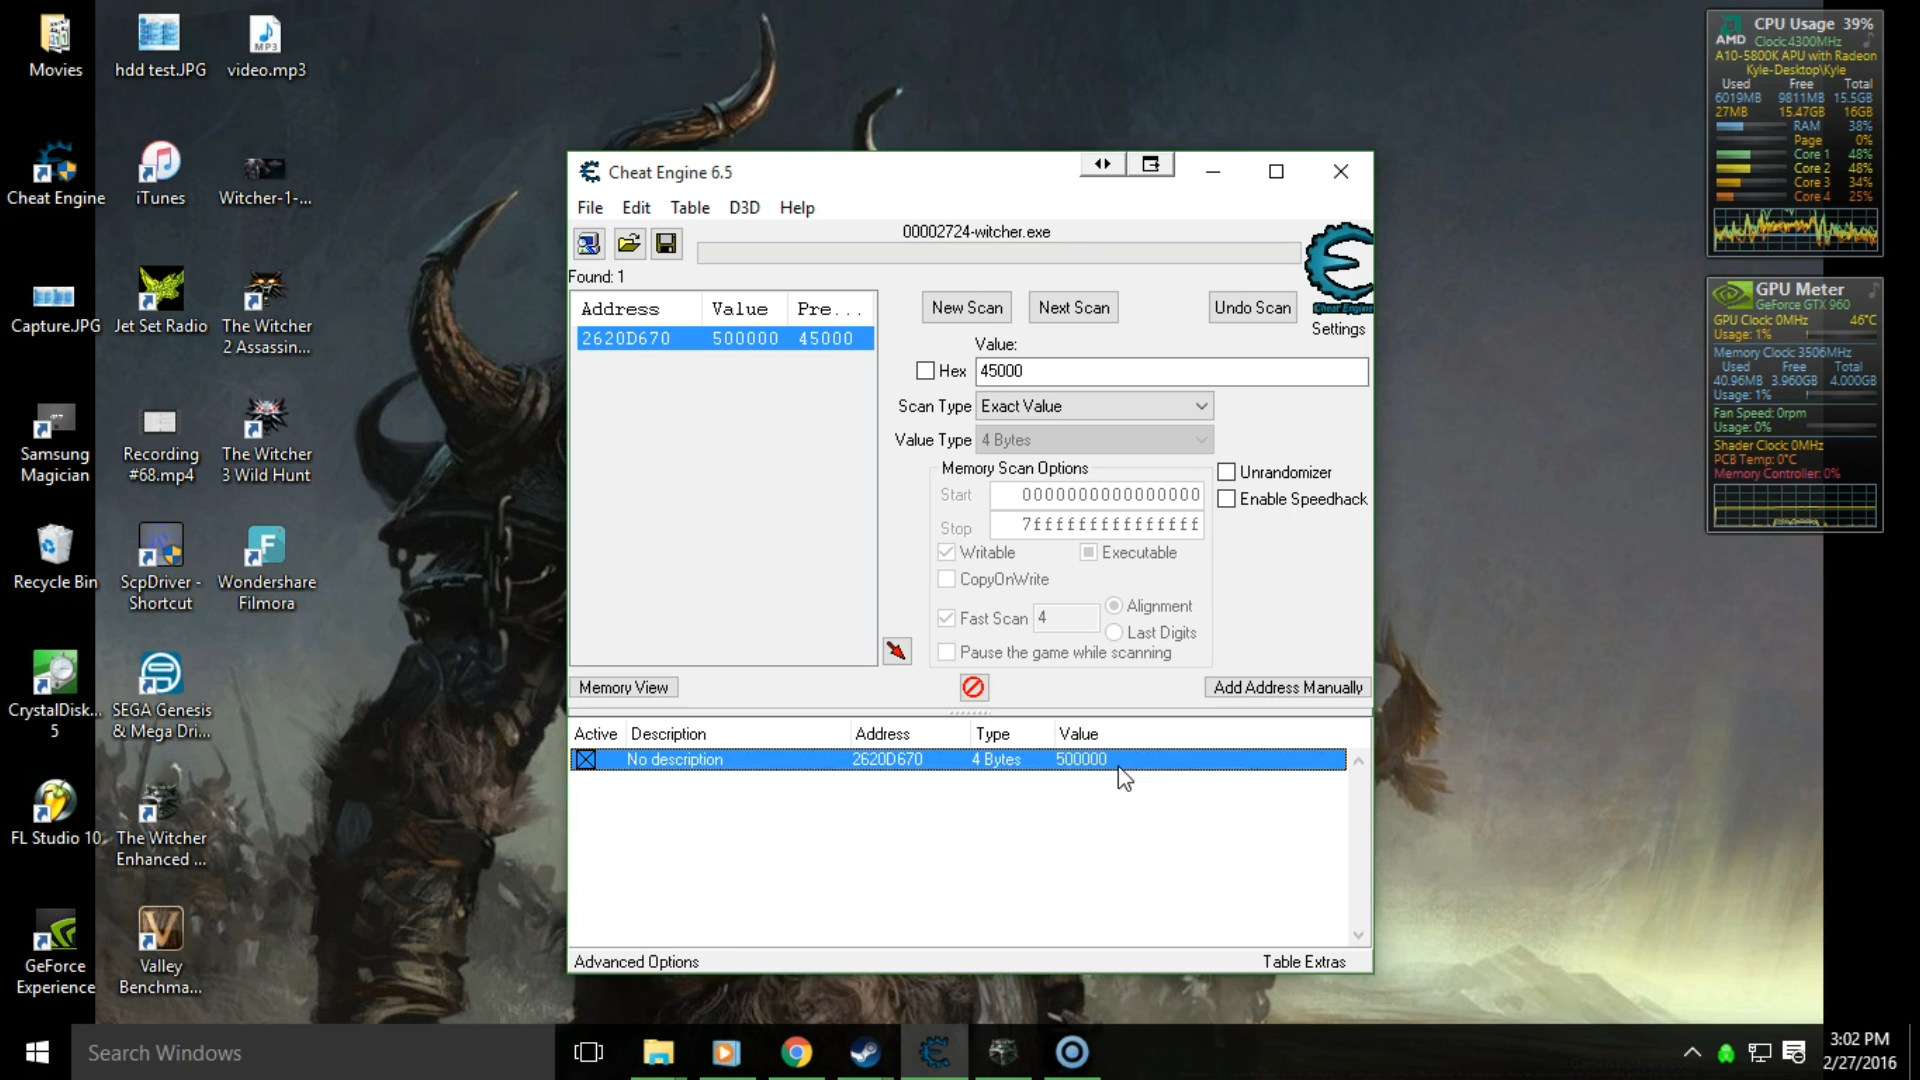 Movies
hdd test.JPG
video.mp3
MP3
Cheat Engine
iTunes
Witcher-1-...
Capture.JPG
Jet Set Radio
The Witcher
2 Assassin...
Samsung
Magician
Recording
#68.mp4
The Witcher
3 Wild Hunt
Recycle Bin
ScpDriver -
Shortcut
Wondershare
Filmora
CrystalDisk...
5
SEGA Genesis
& Mega Dri...
FL Studio 10
The Witcher
Enhanced ...
GeForce
Experience
Valley
Benchma...
Cheat Engine 6.5
File Edit Table D3D Help
00002724-witcher.exe
Found: 1
Address Value Pre...
2620D670 500000 45000
New Scan Next Scan Undo Scan
Cheat Engine
Settings
Value:
Hex 45000
Scan Type Exact Value
Value Type 4 Bytes
Memory Scan Options
Start 0000000000000000
Stop 7fffffffffffffff
Writable Executable
CopyOnWrite
Fast Scan 4 Alignment
Last Digits
Pause the game while scanning
Unrandomizer
Enable Speedhack
Memory View Add Address Manually
Active Description Address Type Value
No description 2620D670 4 Bytes 500000
Advanced Options Table Extras
CPU Usage 39%
AMD Clock:4300MHz
A10-5800K APU with Radeon
Kyle-Desktop\Kyle
Used Free Total
6019MB 9811MB 15.5GB
27MB 15.47GB 16GB
RAM 38%
Page 0%
Core 1 48%
Core 2 48%
Core 3 34%
Core 4 25%
GPU Meter
GeForce GTX 960
GPU Clock: 0MHz 46°C
Usage: 1%
Memory Clock: 3506MHz
Used Free Total
40.96MB 3.960GB 4.000GB
Usage: 1%
Fan Speed: 0rpm
Usage: 0%
Shader Clock: 0MHz
PCB Temp: 0°C
Memory Controller: 0%
Search Windows
3:02 PM
2/27/2016